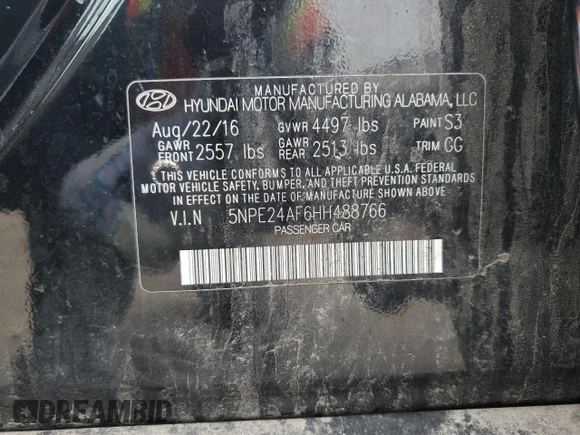 MANUFACTURED BY
HYUNDAI MOTOR MANUFACTURING ALABAMA, LLC
Aug/22/16 GVWR 4497 lbs PAINT S3
GAWR FRONT 2557 lbs GAWR REAR 2513 lbs TRIM GG
THIS VEHICLE CONFORMS TO ALL APPLICABLE U.S.A. FEDERAL
MOTOR VEHICLE SAFETY, BUMPER, AND THEFT PREVENTION STANDARDS
IN EFFECT ON THE DATE OF MANUFACTURE SHOWN ABOVE.
V.I.N 5NPE24AF6HH488766
PASSENGER CAR
DREAMBID